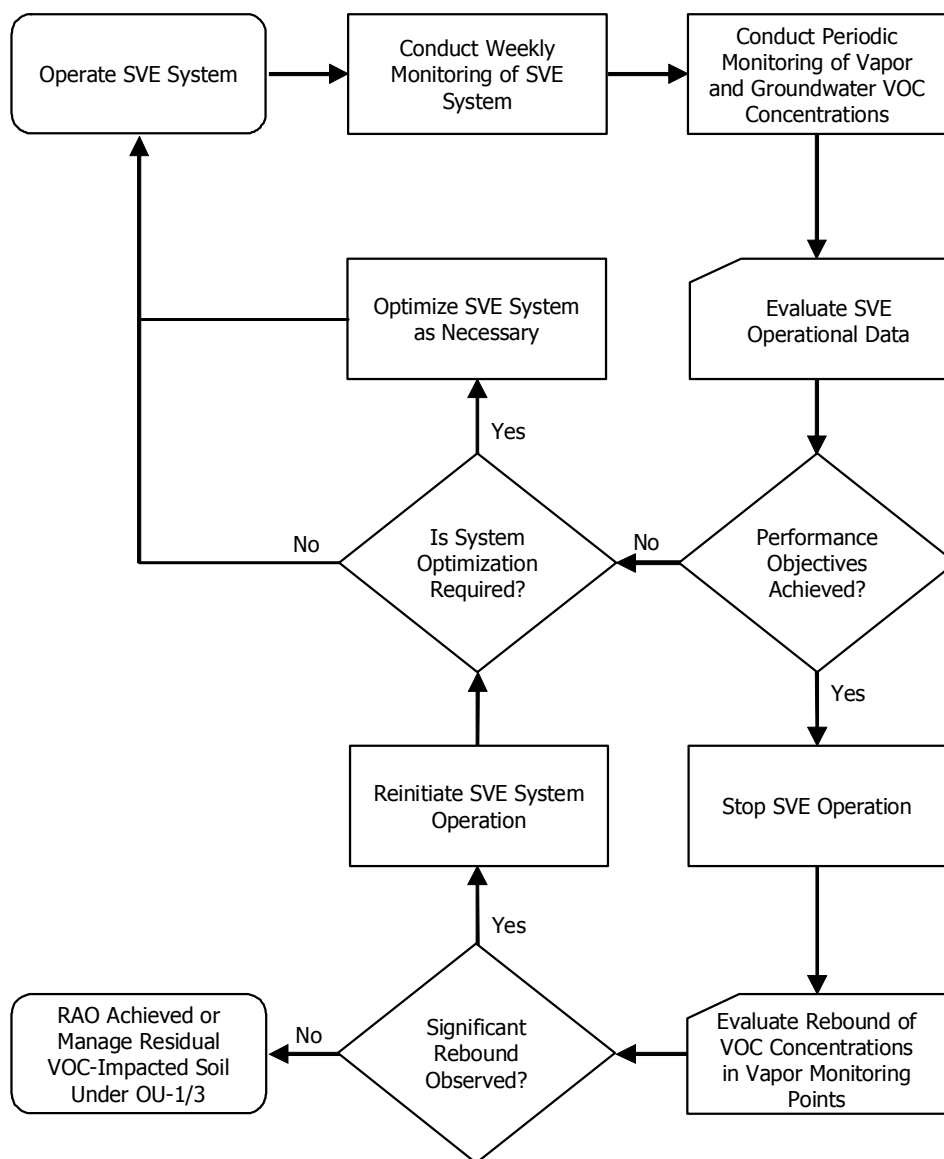 Operate SVE System
Conduct Weekly
Monitoring of SVE
System
Conduct Periodic
Monitoring of Vapor
and Groundwater VOC
Concentrations
Optimize SVE System
as Necessary
Evaluate SVE
Operational Data
Yes
No
Is System
Optimization
Required?
No
Performance
Objectives
Achieved?
Yes
Reinitiate SVE System
Operation
Stop SVE Operation
Yes
RAO Achieved or
Manage Residual
VOC-Impacted Soil
Under OU-1/3
No
Significant
Rebound
Observed?
Evaluate Rebound of
VOC Concentrations
in Vapor Monitoring
Points